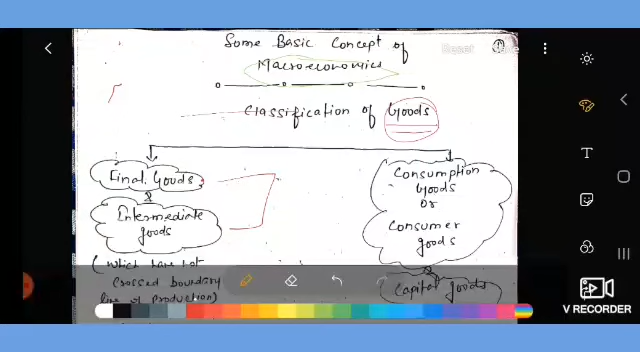 Some Basic Concept of
Reset
Macroeconomics
Classification of Goods
Final Goods
&
Intermediate
goods
(which have not
crossed boundary
line of production)
Consumption
Goods
or
Consumer
goods
&
Capital goods
T
V RECORDER